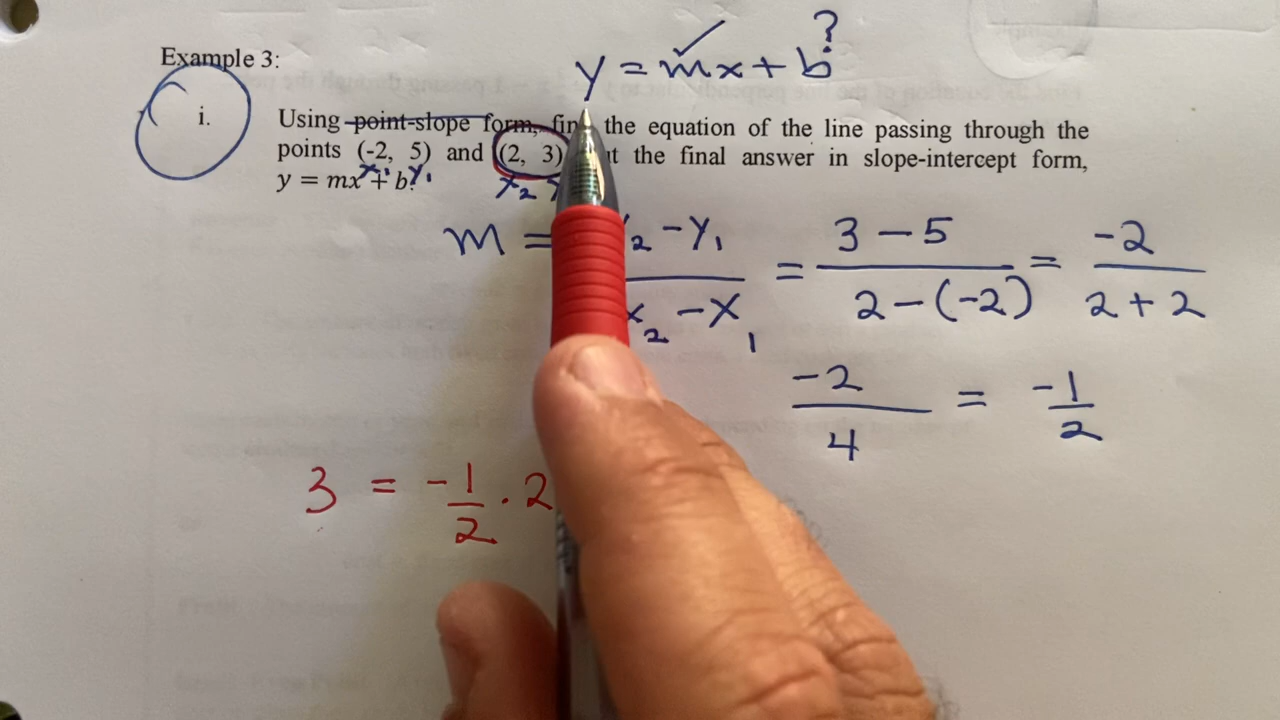 Example 3:
y = mx + b
?
i.
Using point-slope form, the equation of the line passing through the
points (-2, 5) and (2, 3) the final answer in slope-intercept form,
y = mx + b.
x₁ y₁
x₂
m = y₂ - y₁ / x₂ - x₁ = 3 - 5 / 2 - (-2) = -2 / 2 + 2
-2 / 4 = -1 / 2
3 = -1/2 · 2